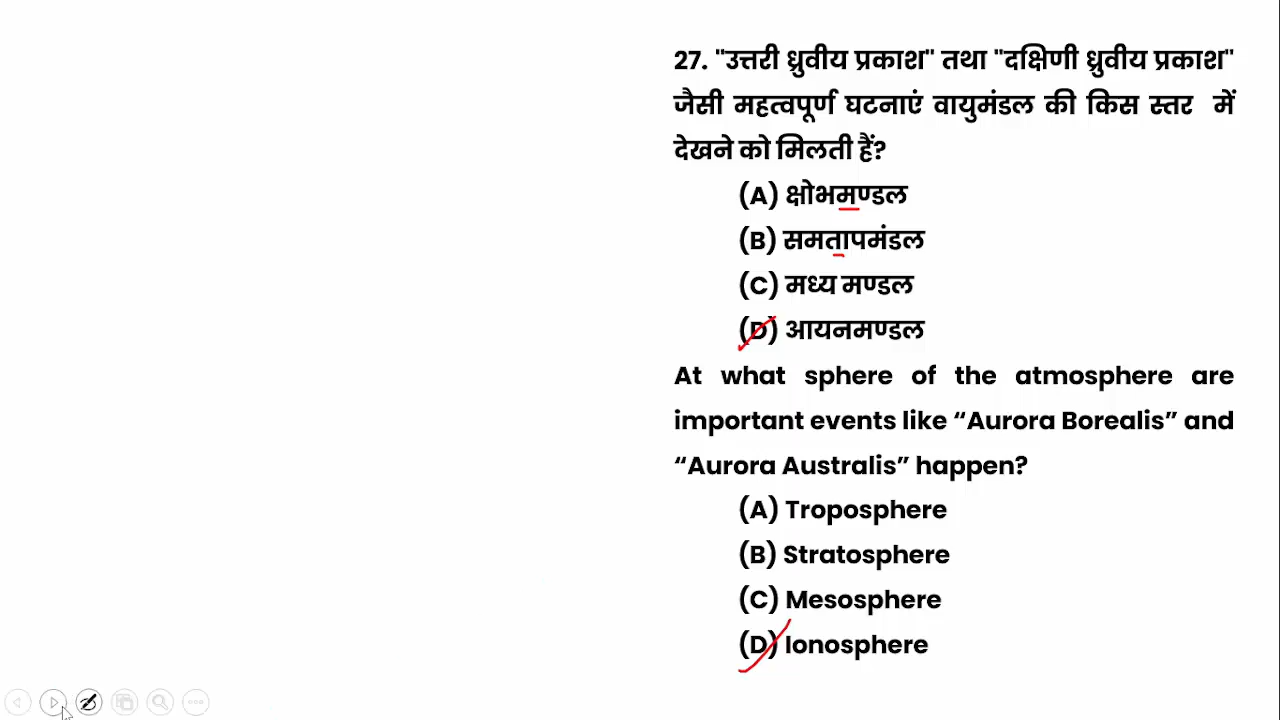 27. "उत्तरी ध्रुवीय प्रकाश" तथा "दक्षिणी ध्रुवीय प्रकाश"
जैसी महत्वपूर्ण घटनाएं वायुमंडल की किस स्तर में
देखने को मिलती हैं?
(A) क्षोभमण्डल
(B) समतापमंडल
(C) मध्य मण्डल
(D) आयनमण्डल
At what sphere of the atmosphere are
important events like “Aurora Borealis” and
“Aurora Australis” happen?
(A) Troposphere
(B) Stratosphere
(C) Mesosphere
(D) Ionosphere